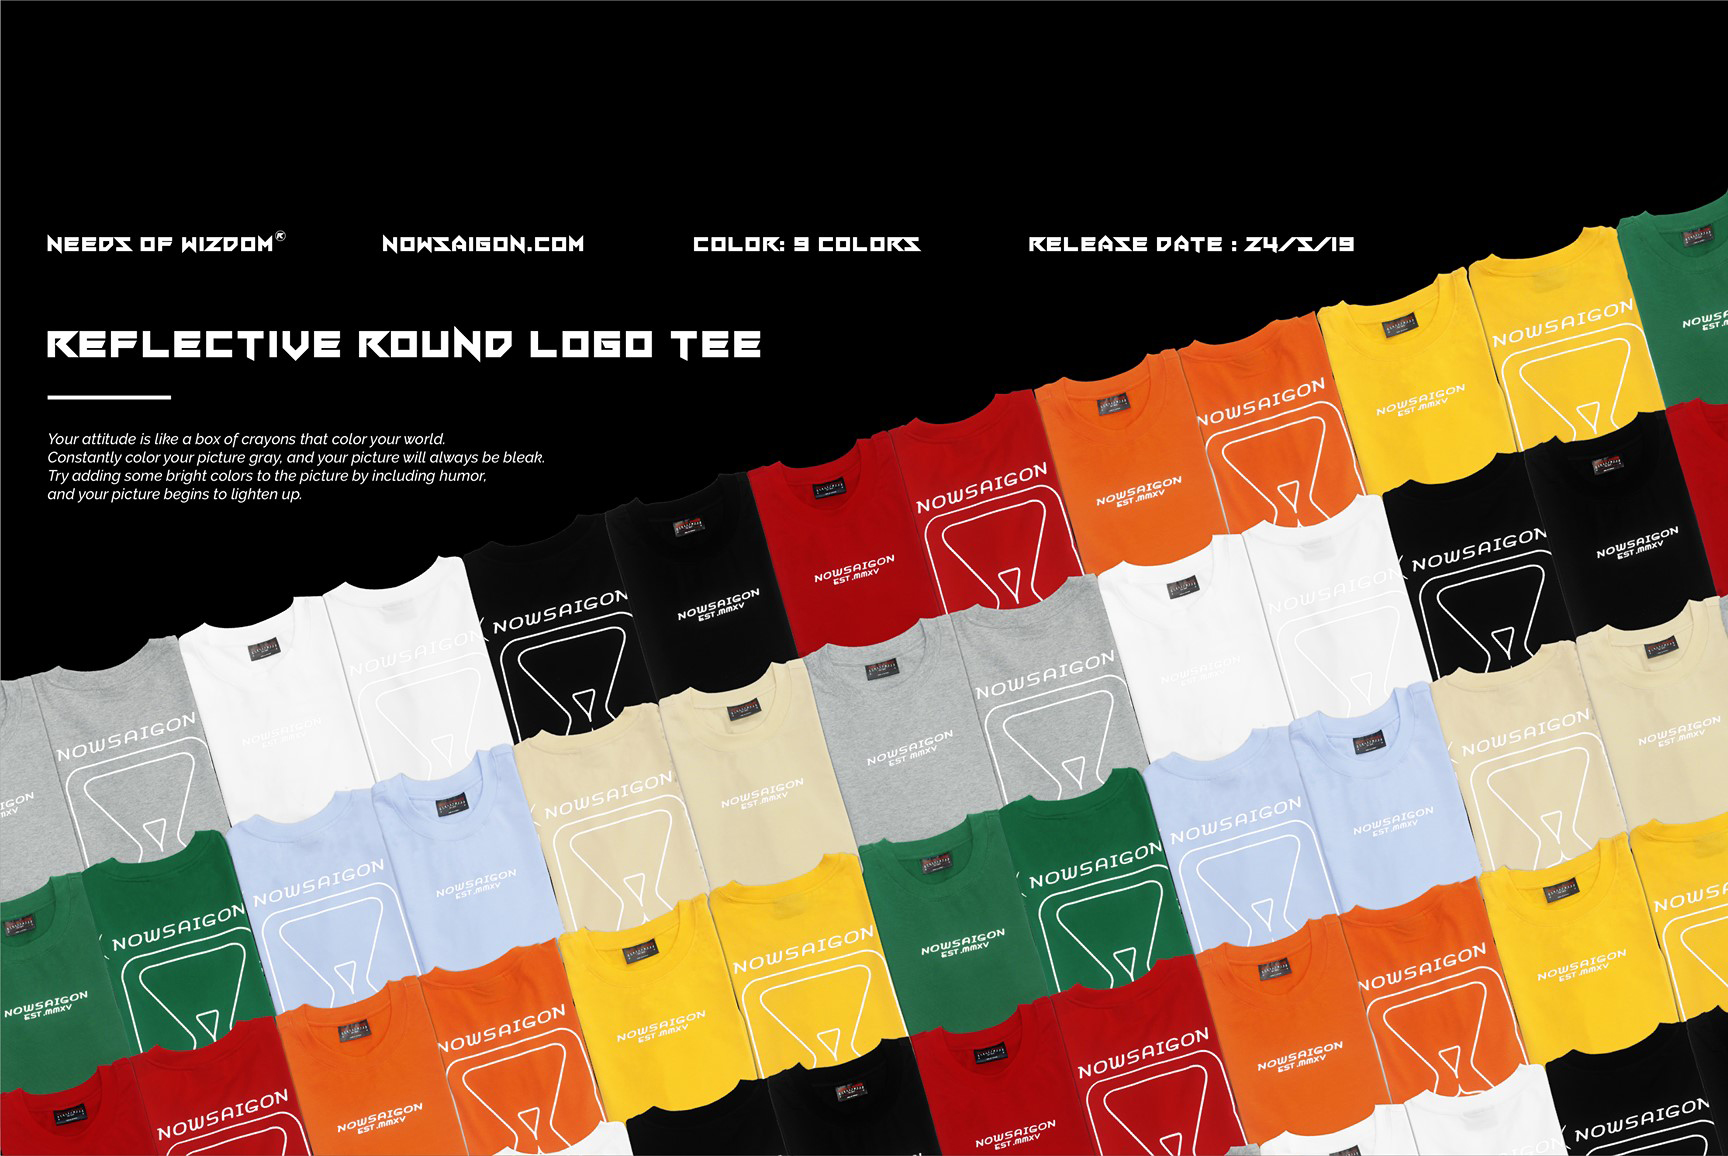 NEEDS OF WIZDOM®
NOWSAIGON.COM
COLOR: 9 COLORS
RELEASE DATE : 24/5/19
REFLECTIVE ROUND LOGO TEE
Your attitude is like a box of crayons that color your world.
Constantly color your picture gray, and your picture will always be bleak.
Try adding some bright colors to the picture by including humor,
and your picture begins to lighten up.
NOWSAIGON
NOWSAIGON
EST .MMXV